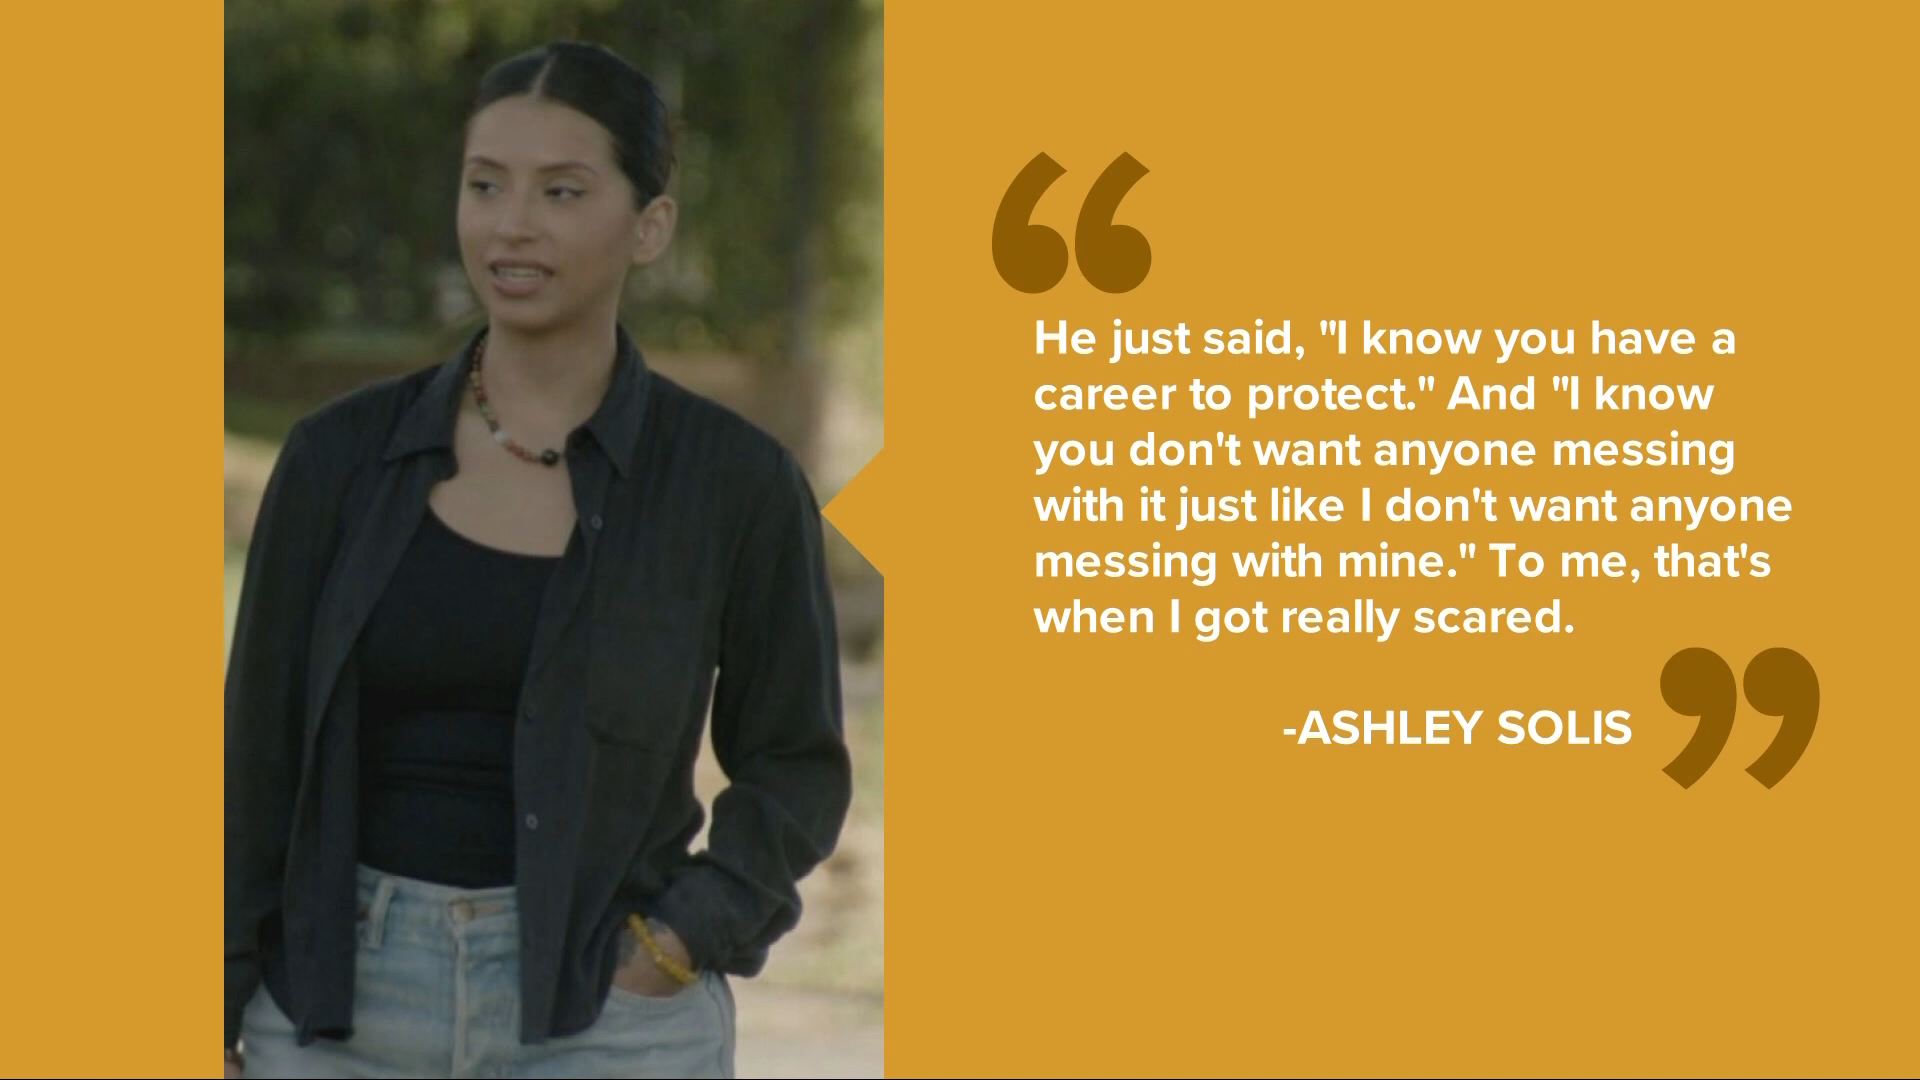 “
He just said, "I know you have a
career to protect." And "I know
you don't want anyone messing
with it just like I don't want anyone
messing with mine." To me, that's
when I got really scared.
”
-ASHLEY SOLIS